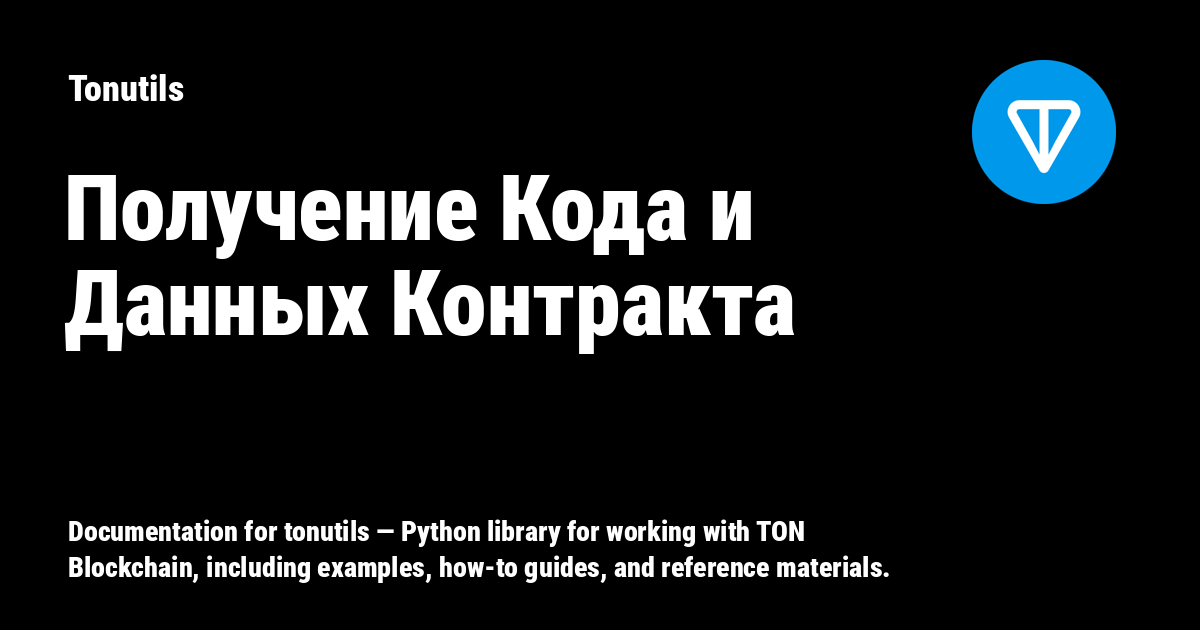 Tonutils
Получение Кода и
Данных Контракта
Documentation for tonutils — Python library for working with TON
Blockchain, including examples, how-to guides, and reference materials.